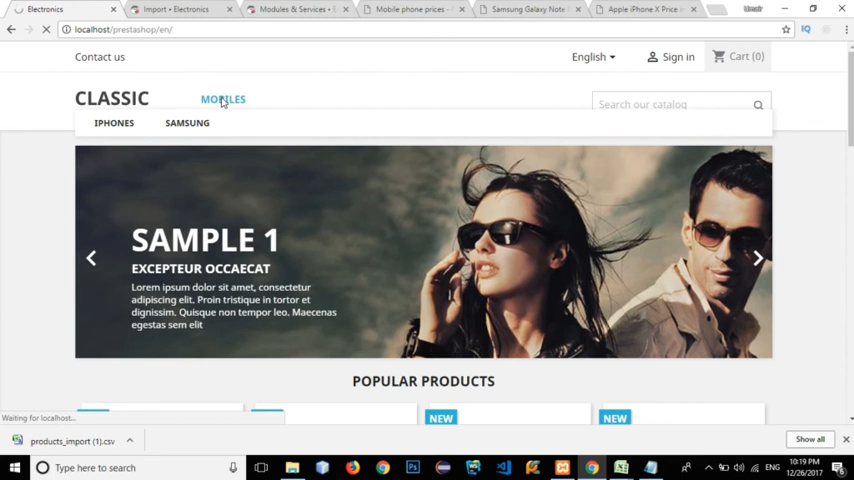 Electronics
Import • Electronics
Modules & Services • E
Mobile phone prices -
Samsung Galaxy Note
Apple iPhone X Price in
localhost/prestashop/en/
Contact us
English
Sign in
Cart (0)
CLASSIC
MOBILES
Search our catalog
IPHONES
SAMSUNG
SAMPLE 1
EXCEPTEUR OCCAECAT
Lorem ipsum dolor sit amet, consectetur
adipiscing elit. Proin tristique in tortor et
dignissim. Quisque non tempor leo. Maecenas
egestas sem elit
POPULAR PRODUCTS
NEW
NEW
Waiting for localhost...
products_import (1).csv
Show all
Type here to search
ENG
10:19 PM
12/26/2017